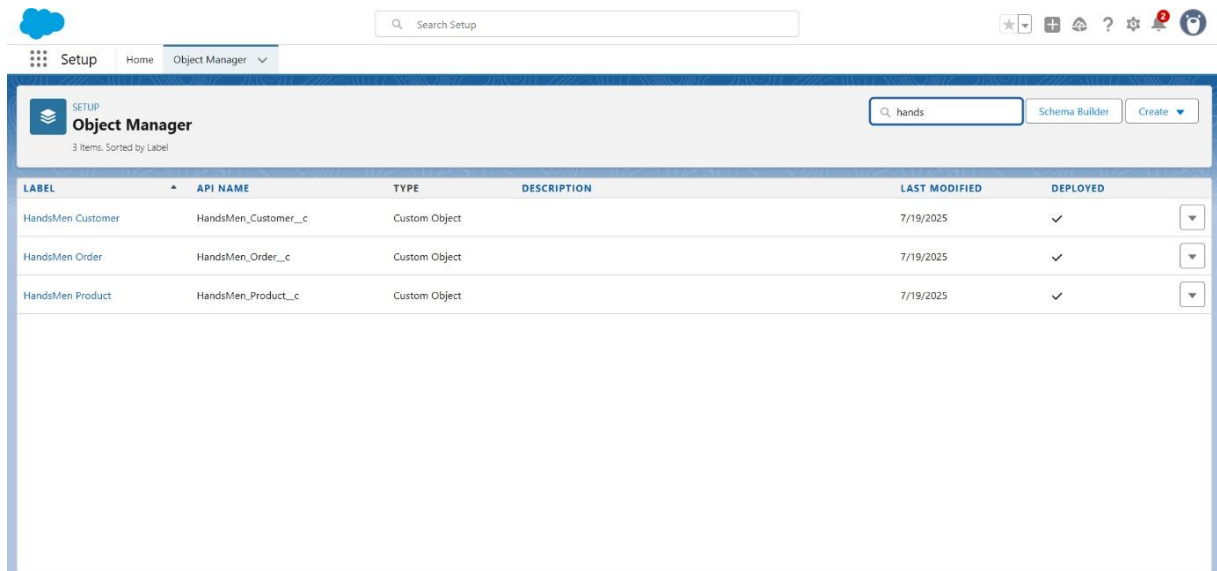 Search Setup
2
Setup Home Object Manager
SETUP
Object Manager
3 Items, Sorted by Label
hands
Schema Builder
Create
LABEL API NAME TYPE DESCRIPTION LAST MODIFIED DEPLOYED
HandsMen Customer HandsMen_Customer__c Custom Object 7/19/2025
HandsMen Order HandsMen_Order__c Custom Object 7/19/2025
HandsMen Product HandsMen_Product__c Custom Object 7/19/2025